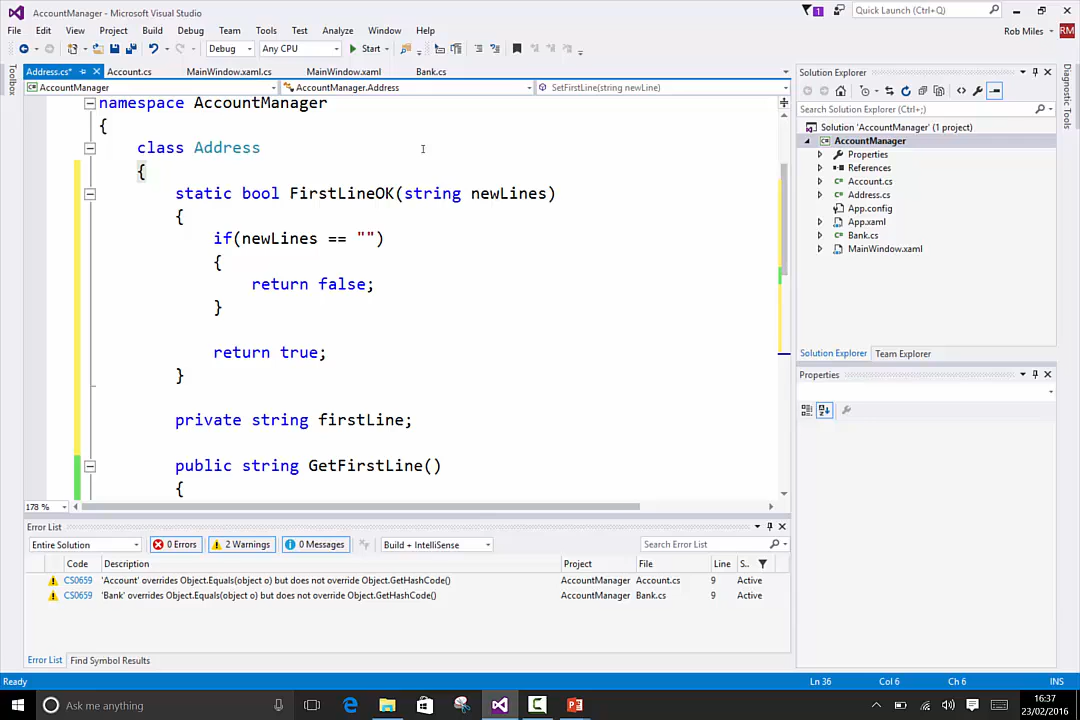 AccountManager - Microsoft Visual Studio
1
Quick Launch (Ctrl+Q)
File Edit View Project Build Debug Team Tools Test Analyze Window Help
Rob Miles
RM
Debug Any CPU Start
Toolbox
Address.cs* Account.cs MainWindow.xaml.cs MainWindow.xaml Bank.cs
AccountManager AccountManager.Address SetFirstLine(string newLine)
namespace AccountManager
{
class Address
{
static bool FirstLineOK(string newLines)
{
if(newLines == "")
{
return false;
}
return true;
}
private string firstLine;
public string GetFirstLine()
{
178 %
Solution Explorer
Search Solution Explorer (Ctrl+;)
Solution 'AccountManager' (1 project)
AccountManager
Properties
References
Account.cs
Address.cs
App.config
App.xaml
Bank.cs
MainWindow.xaml
Solution Explorer Team Explorer
Properties
Diagnostic Tools
Error List
Entire Solution 0 Errors 2 Warnings 0 Messages Build + IntelliSense Search Error List
Code Description Project File Line S..
CS0659 'Account' overrides Object.Equals(object o) but does not override Object.GetHashCode() AccountManager Account.cs 9 Active
CS0659 'Bank' overrides Object.Equals(object o) but does not override Object.GetHashCode() AccountManager Bank.cs 9 Active
Error List Find Symbol Results
Ready Ln 36 Col 6 Ch 6 INS
Ask me anything
16:37
23/02/2016